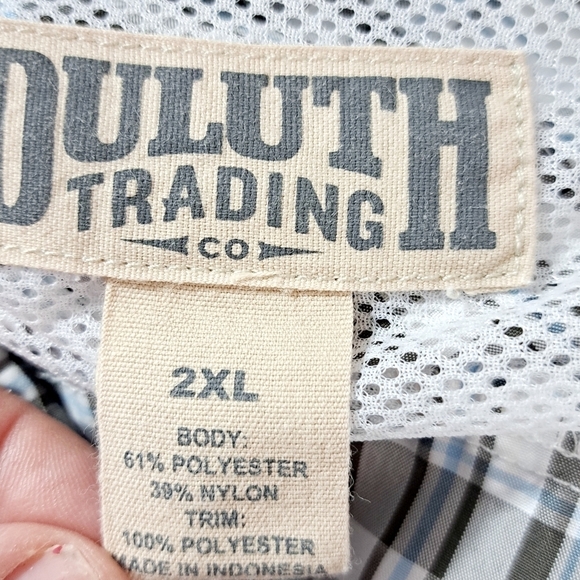 DULUTH
TRADING
CO
2XL
BODY:
61% POLYESTER
39% NYLON
TRIM:
100% POLYESTER
MADE IN INDONESIA